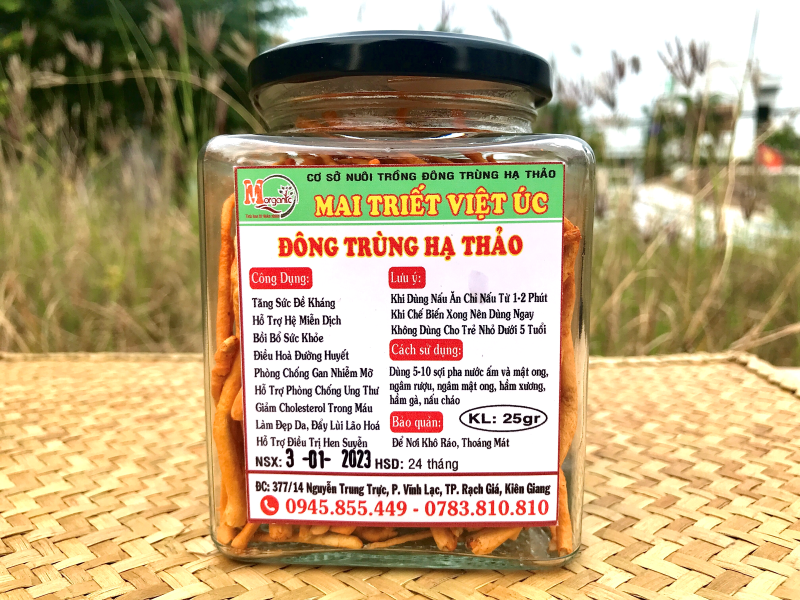 CƠ SỞ NUÔI TRỒNG ĐÔNG TRÙNG HẠ THẢO
Morganic
MAI TRIẾT VIỆT ÚC
ĐÔNG TRÙNG HẠ THẢO
Công Dụng:
Tăng Sức Đề Kháng
Hỗ Trợ Hệ Miễn Dịch
Bồi Bổ Sức Khỏe
Điều Hoà Đường Huyết
Phòng Chống Gan Nhiễm Mỡ
Hỗ Trợ Phòng Chống Ung Thư
Giảm Cholesterol Trong Máu
Làm Đẹp Da, Đẩy Lùi Lão Hoá
Hỗ Trợ Điều Trị Hen Suyễn
Lưu ý:
Khi Dùng Nấu Ăn Chỉ Nấu Từ 1-2 Phút
Khi Chế Biến Xong Nên Dùng Ngay
Không Dùng Cho Trẻ Nhỏ Dưới 5 Tuổi
Cách sử dụng:
Dùng 5-10 sợi pha nước ấm và mật ong,
ngâm rượu, ngâm mật ong, hầm xương,
hầm gà, nấu cháo
Bảo quản:
KL: 25gr
Để Nơi Khô Ráo, Thoáng Mát
NSX: 3 -01- 2023 HSD: 24 tháng
ĐC: 377/14 Nguyễn Trung Trực, P. Vĩnh Lạc, TP. Rạch Giá, Kiên Giang
0945.855.449 - 0783.810.810